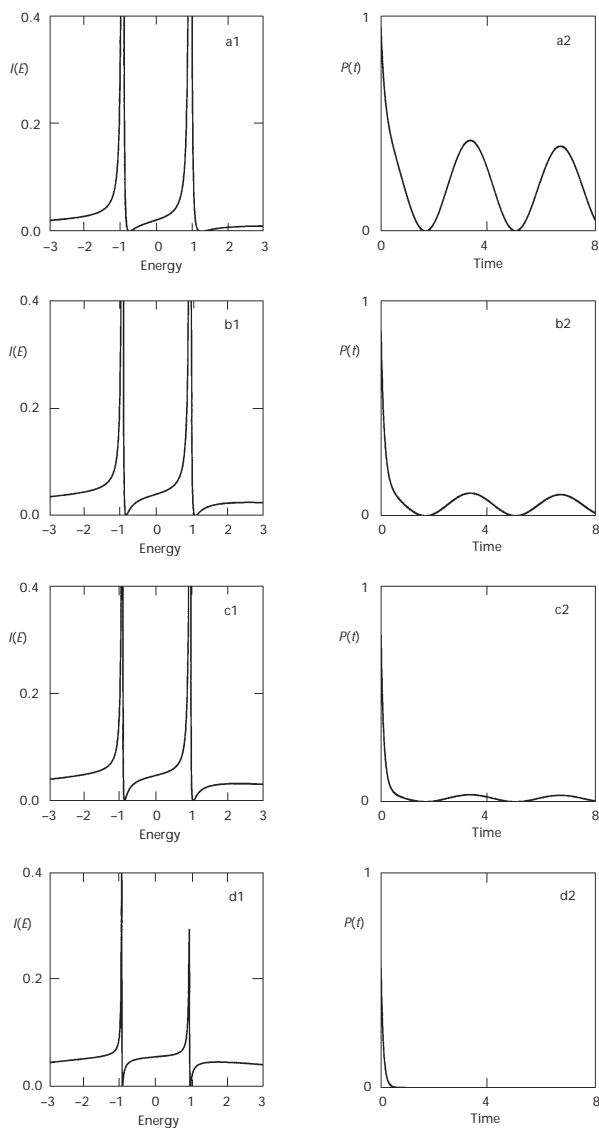 0.4
a1
I(E)
0.2
0.0
−3 −2 −1 0 1 2 3
Energy
1
a2
P(t)
0
0 4 8
Time
0.4
b1
I(E)
0.2
0.0
−3 −2 −1 0 1 2 3
Energy
1
b2
P(t)
0
0 4 8
Time
0.4
c1
I(E)
0.2
0.0
−3 −2 −1 0 1 2 3
Energy
1
c2
P(t)
0
0 4 8
Time
0.4
d1
I(E)
0.2
0.0
−3 −2 −1 0 1 2 3
Energy
1
d2
P(t)
0
0 4 8
Time